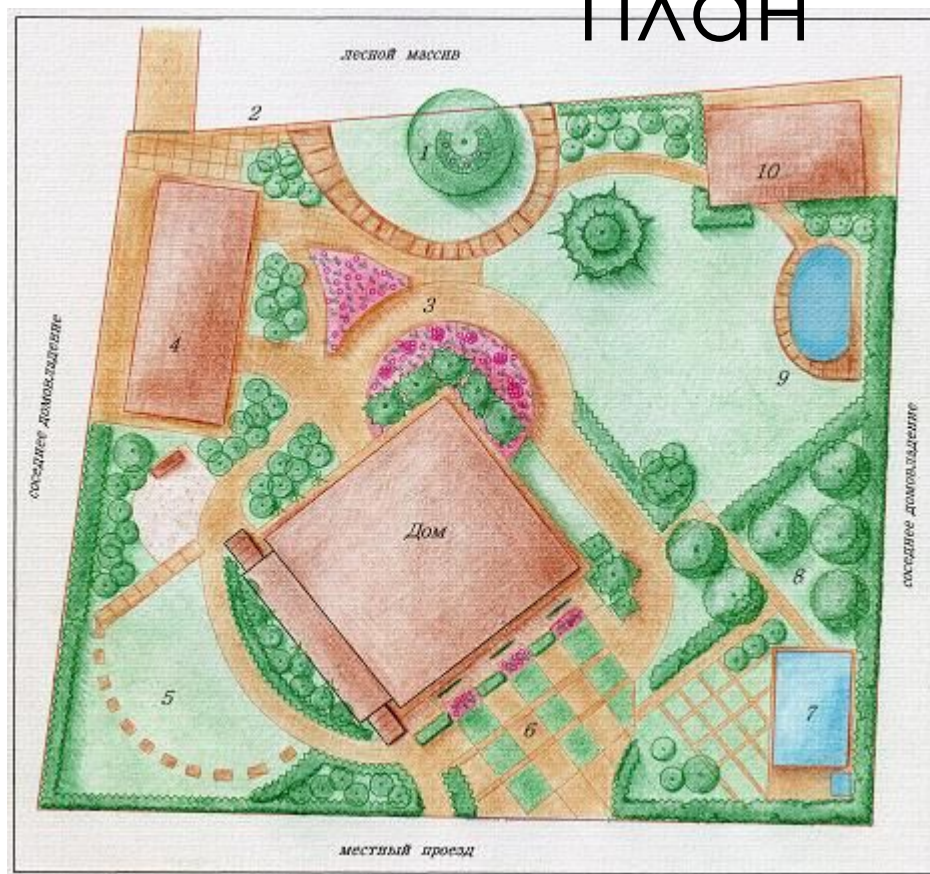 план
лесной массив
2
1
10
3
4
9
соседнее домовладение
соседнее домовладение
Дом
8
5
6
7
местный проезд